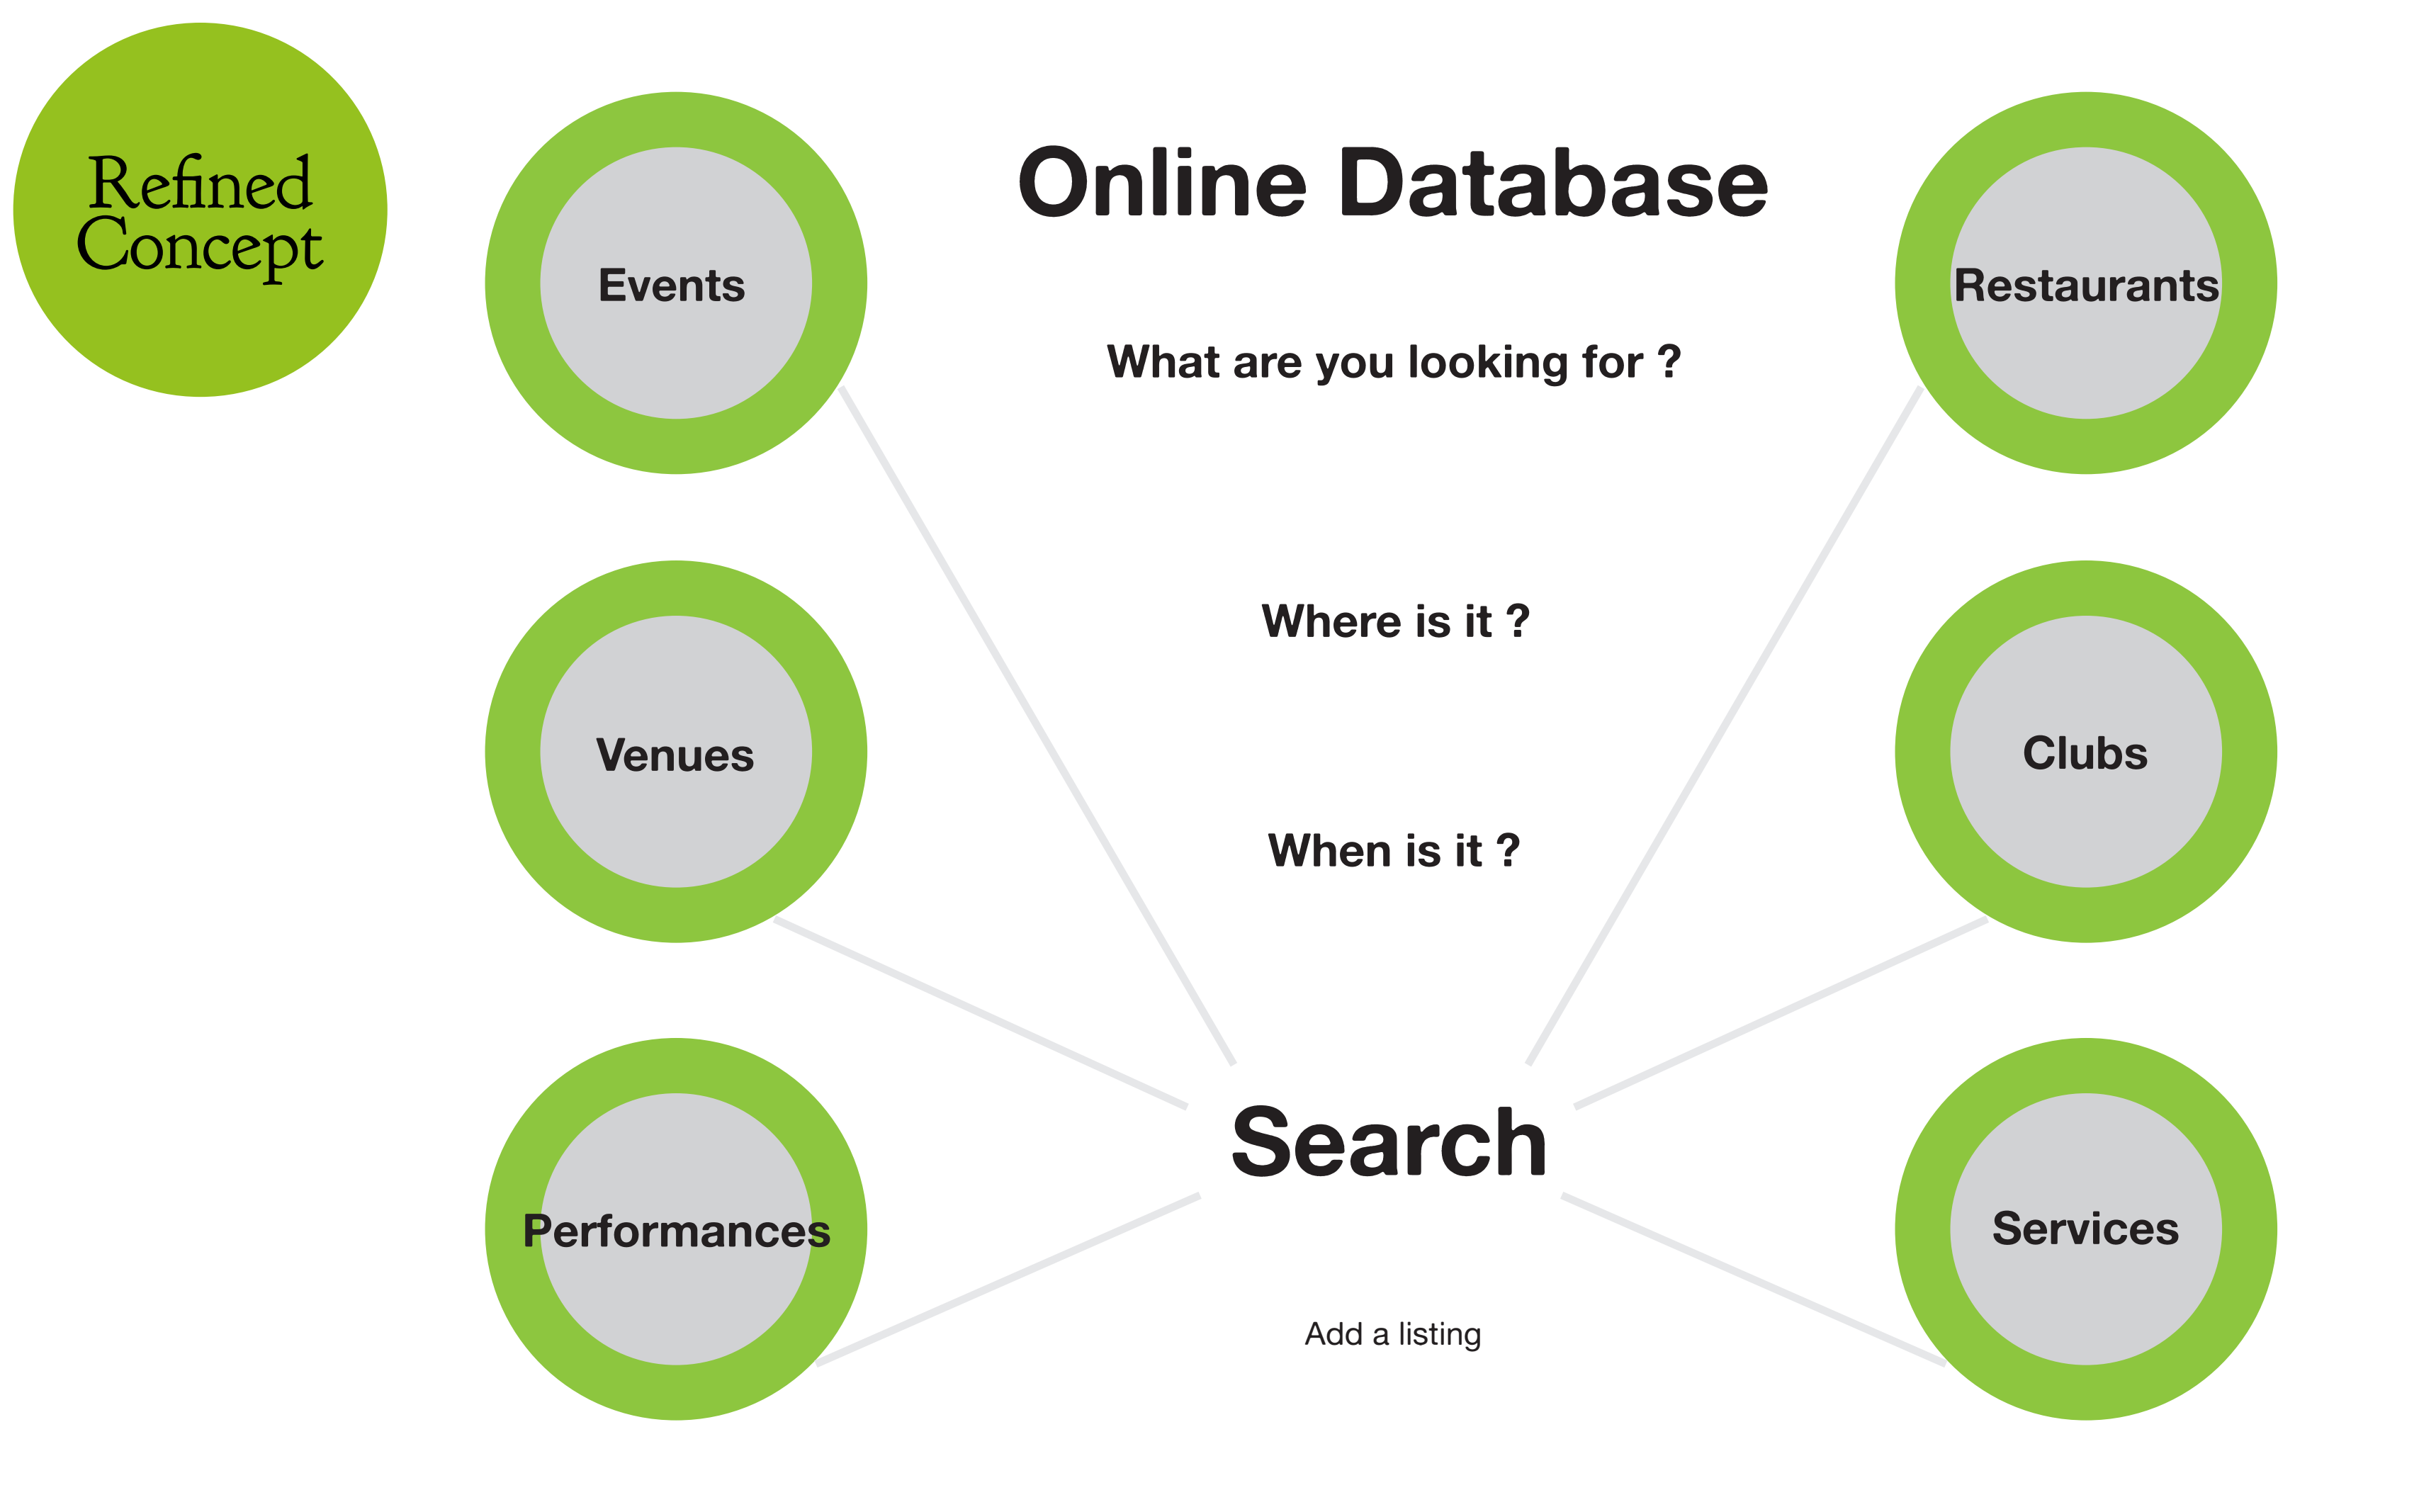 Refined
Concept
Online Database
Events
Restaurants
What are you looking for ?
Where is it ?
Venues
Clubs
When is it ?
Search
Performances
Services
Add a listing